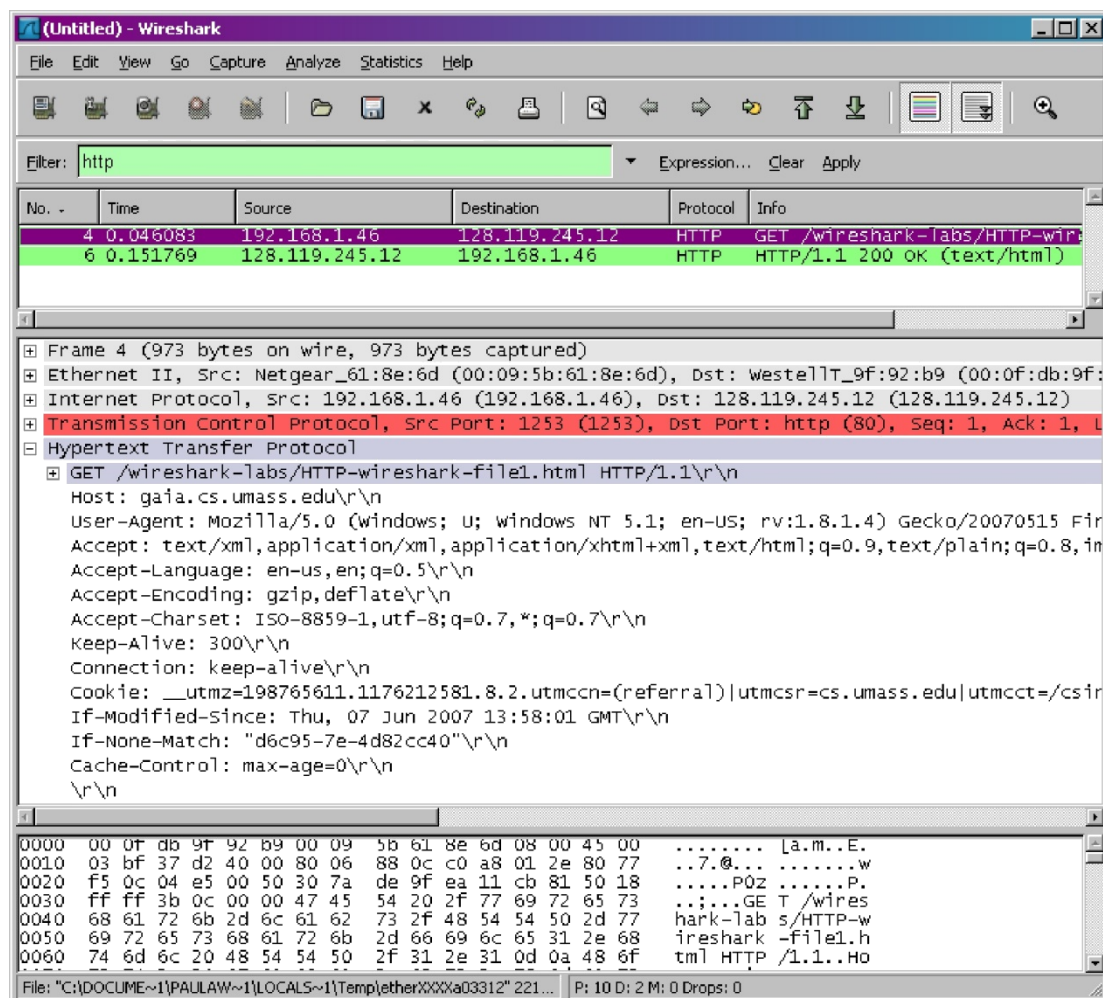 (Untitled) - Wireshark
File Edit View Go Capture Analyze Statistics Help
Filter: http Expression... Clear Apply
No. - Time Source Destination Protocol Info
4 0.046083 192.168.1.46 128.119.245.12 HTTP GET /wireshark-labs/HTTP-wire
6 0.151769 128.119.245.12 192.168.1.46 HTTP HTTP/1.1 200 OK (text/html)
Frame 4 (973 bytes on wire, 973 bytes captured)
Ethernet II, Src: Netgear_61:8e:6d (00:09:5b:61:8e:6d), Dst: WestellT_9f:92:b9 (00:0f:db:9f:
Internet Protocol, Src: 192.168.1.46 (192.168.1.46), Dst: 128.119.245.12 (128.119.245.12)
Transmission Control Protocol, Src Port: 1253 (1253), Dst Port: http (80), Seq: 1, Ack: 1, L
Hypertext Transfer Protocol
GET /wireshark-labs/HTTP-wireshark-file1.html HTTP/1.1\r\n
Host: gaia.cs.umass.edu\r\n
User-Agent: Mozilla/5.0 (Windows; U; Windows NT 5.1; en-US; rv:1.8.1.4) Gecko/20070515 Fir
Accept: text/xml,application/xml,application/xhtml+xml,text/html;q=0.9,text/plain;q=0.8,im
Accept-Language: en-us,en;q=0.5\r\n
Accept-Encoding: gzip,deflate\r\n
Accept-Charset: ISO-8859-1,utf-8;q=0.7,*;q=0.7\r\n
Keep-Alive: 300\r\n
Connection: keep-alive\r\n
Cookie: __utmz=198765611.1176212581.8.2.utmccn=(referral)|utmcsr=cs.umass.edu|utmcct=/csir
If-Modified-Since: Thu, 07 Jun 2007 13:58:01 GMT\r\n
If-None-Match: "d6c95-7e-4d82cc40"\r\n
Cache-Control: max-age=0\r\n
\r\n
0000 00 0f db 9f 92 b9 00 09 5b 61 8e 6d 08 00 45 00 ........ [a.m..E.
0010 03 bf 37 d2 40 00 80 06 88 0c c0 a8 01 2e 80 77 ..7.@... .......w
0020 f5 0c 04 e5 00 50 30 7a de 9f ea 11 cb 81 50 18 .....P0z ......P.
0030 ff ff 3b 0c 00 00 47 45 54 20 2f 77 69 72 65 73 ..;...GE T /wires
0040 68 61 72 6b 2d 6c 61 62 73 2f 48 54 54 50 2d 77 hark-lab s/HTTP-w
0050 69 72 65 73 68 61 72 6b 2d 66 69 6c 65 31 2e 68 ireshark -file1.h
0060 74 6d 6c 20 48 54 54 50 2f 31 2e 31 0d 0a 48 6f tml HTTP /1.1..Ho
File: "C:\DOCUME~1\PAULAW~1\LOCALS~1\Temp\etherXXXXa03312" 221... P: 10 D: 2 M: 0 Drops: 0